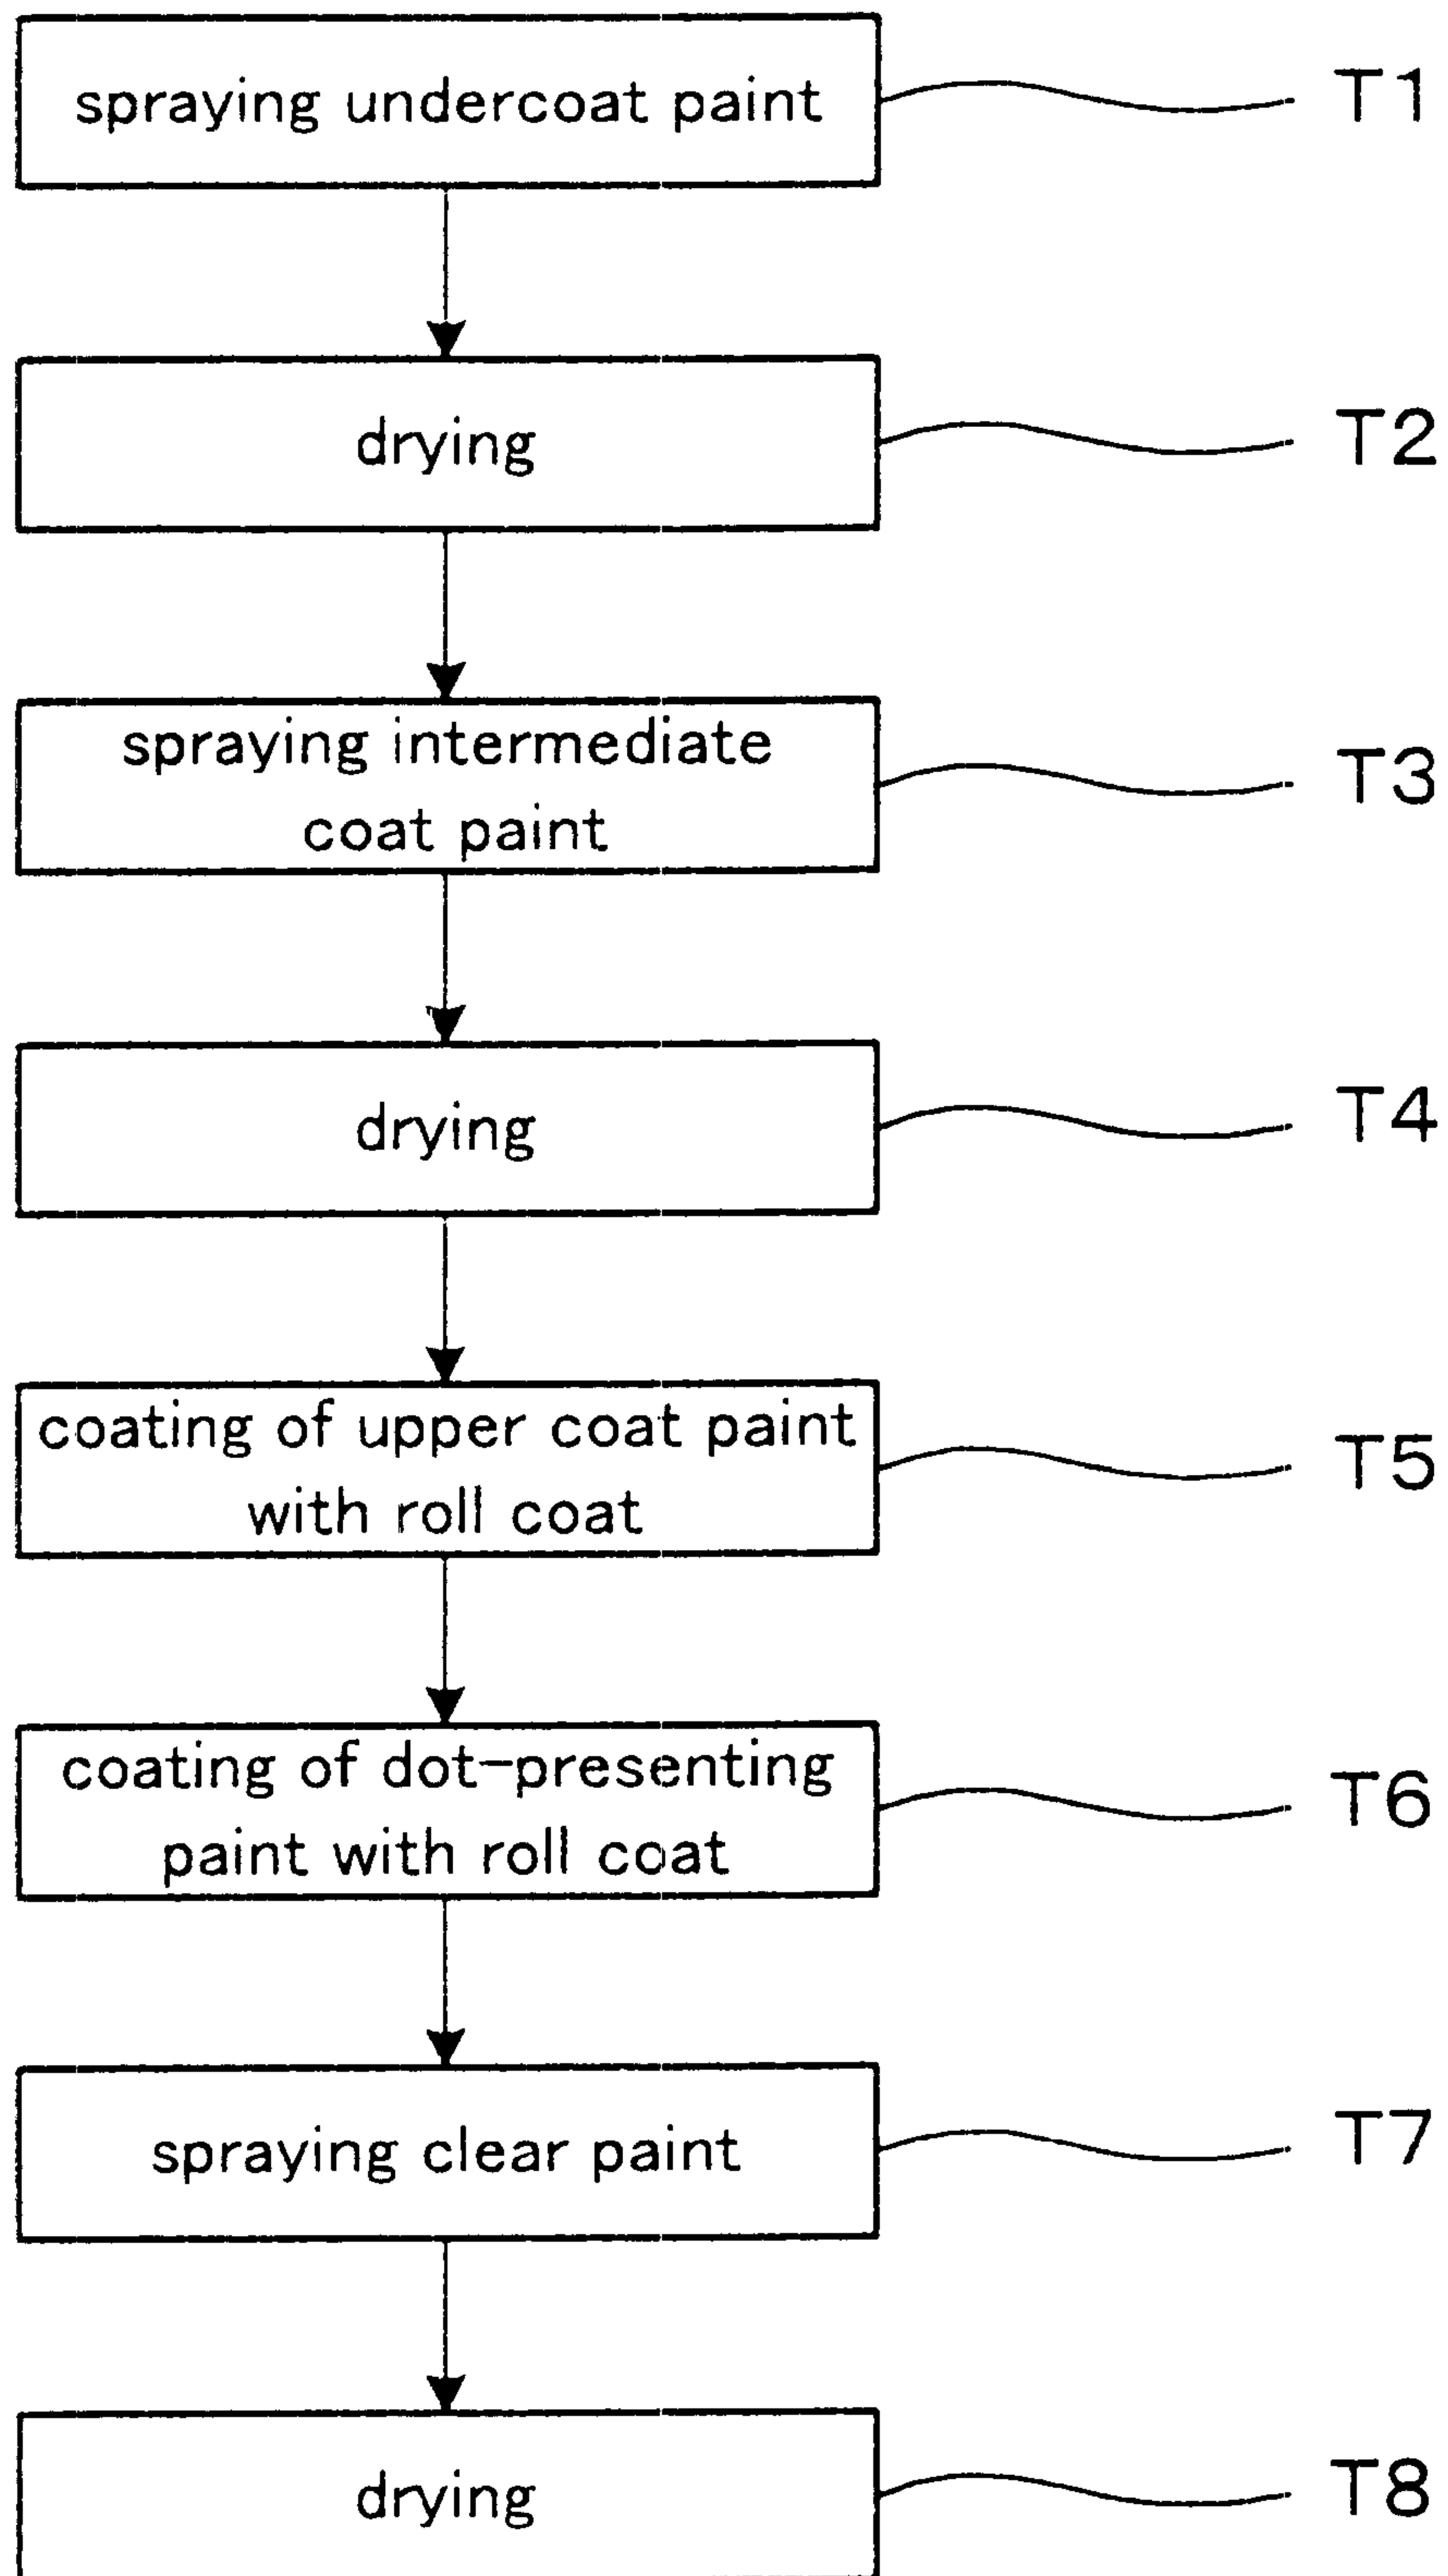 spraying undercoat paint
T1
drying
T2
spraying intermediate
coat paint
T3
drying
T4
coating of upper coat paint
with roll coat
T5
coating of dot-presenting
paint with roll coat
T6
spraying clear paint
T7
drying
T8